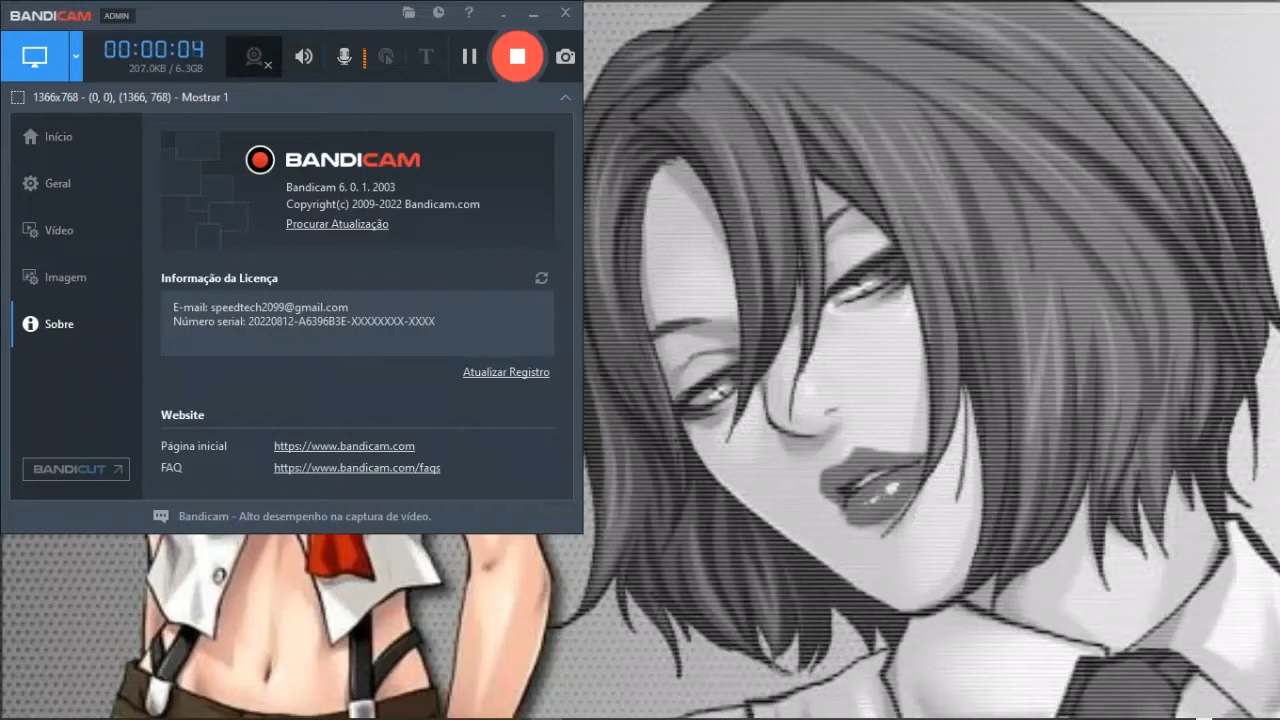 BANDICAM ADMIN
00:00:04
207.0KB / 6.3GB
1366x768 - (0, 0), (1366, 768) - Mostrar 1
Início
Geral
Vídeo
Imagem
Sobre
BANDICUT
BANDICAM
Bandicam 6. 0. 1. 2003
Copyright(c) 2009-2022 Bandicam.com
Procurar Atualização
Informação da Licença
E-mail: speedtech2099@gmail.com
Número serial: 20220812-A6396B3E-XXXXXXXX-XXXX
Atualizar Registro
Website
Página inicial https://www.bandicam.com
FAQ https://www.bandicam.com/faqs
Bandicam - Alto desempenho na captura de vídeo.